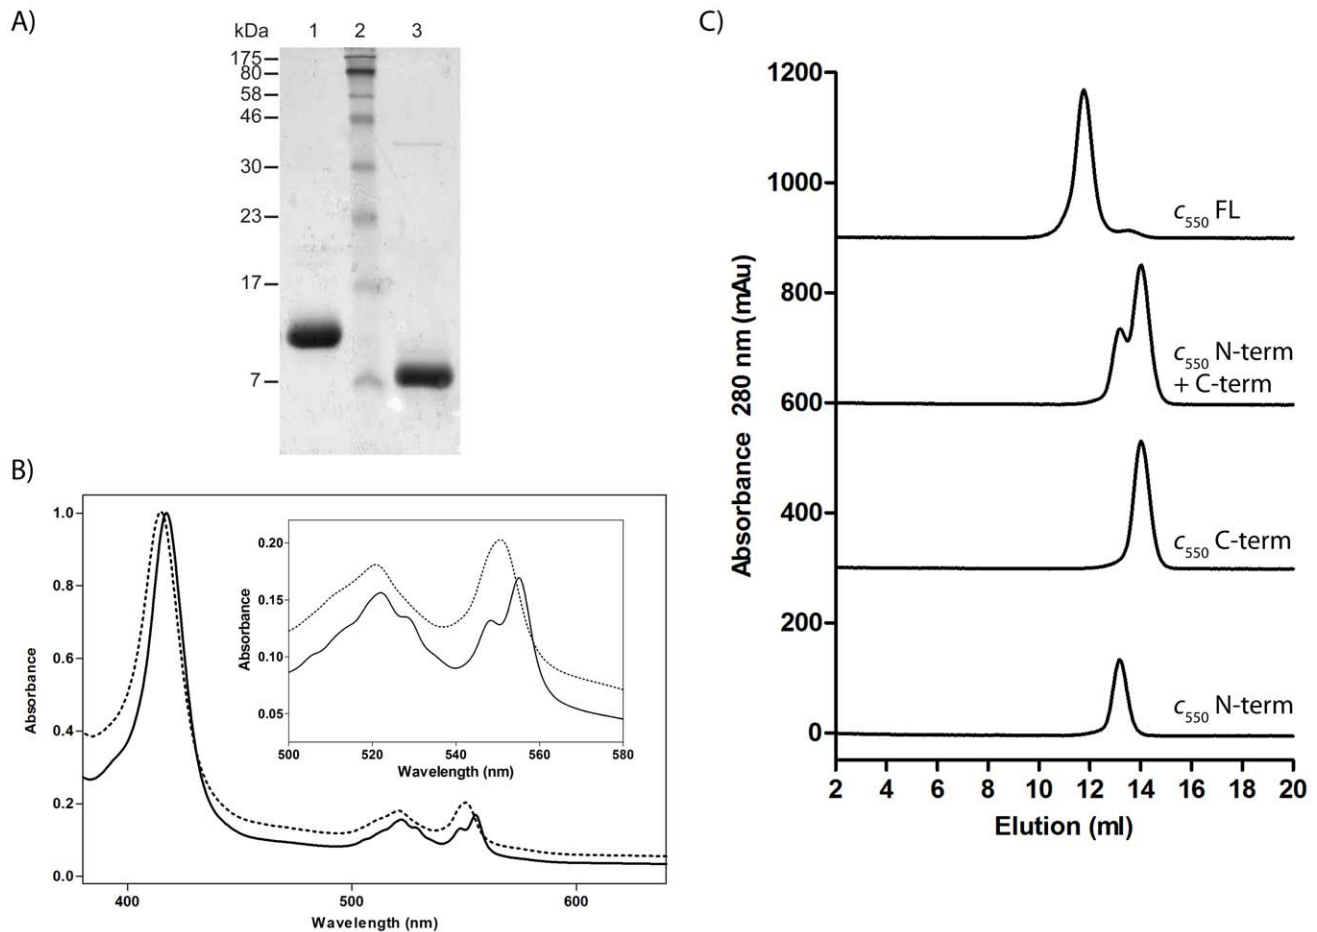 A)
kDa 1 2 3
175
80
58
46
30
23
17
7
B)
1.0
0.8
0.6
0.4
0.2
0.0
Absorbance
400 500 600
Wavelength (nm)
0.20
0.15
0.10
0.05
Absorbance
500 520 540 560 580
Wavelength (nm)
C)
1200
1000
800
600
400
200
0
Absorbance 280 nm (mAu)
c550 FL
c550 N-term
+ C-term
c550 C-term
c550 N-term
2 4 6 8 10 12 14 16 18 20
Elution (ml)